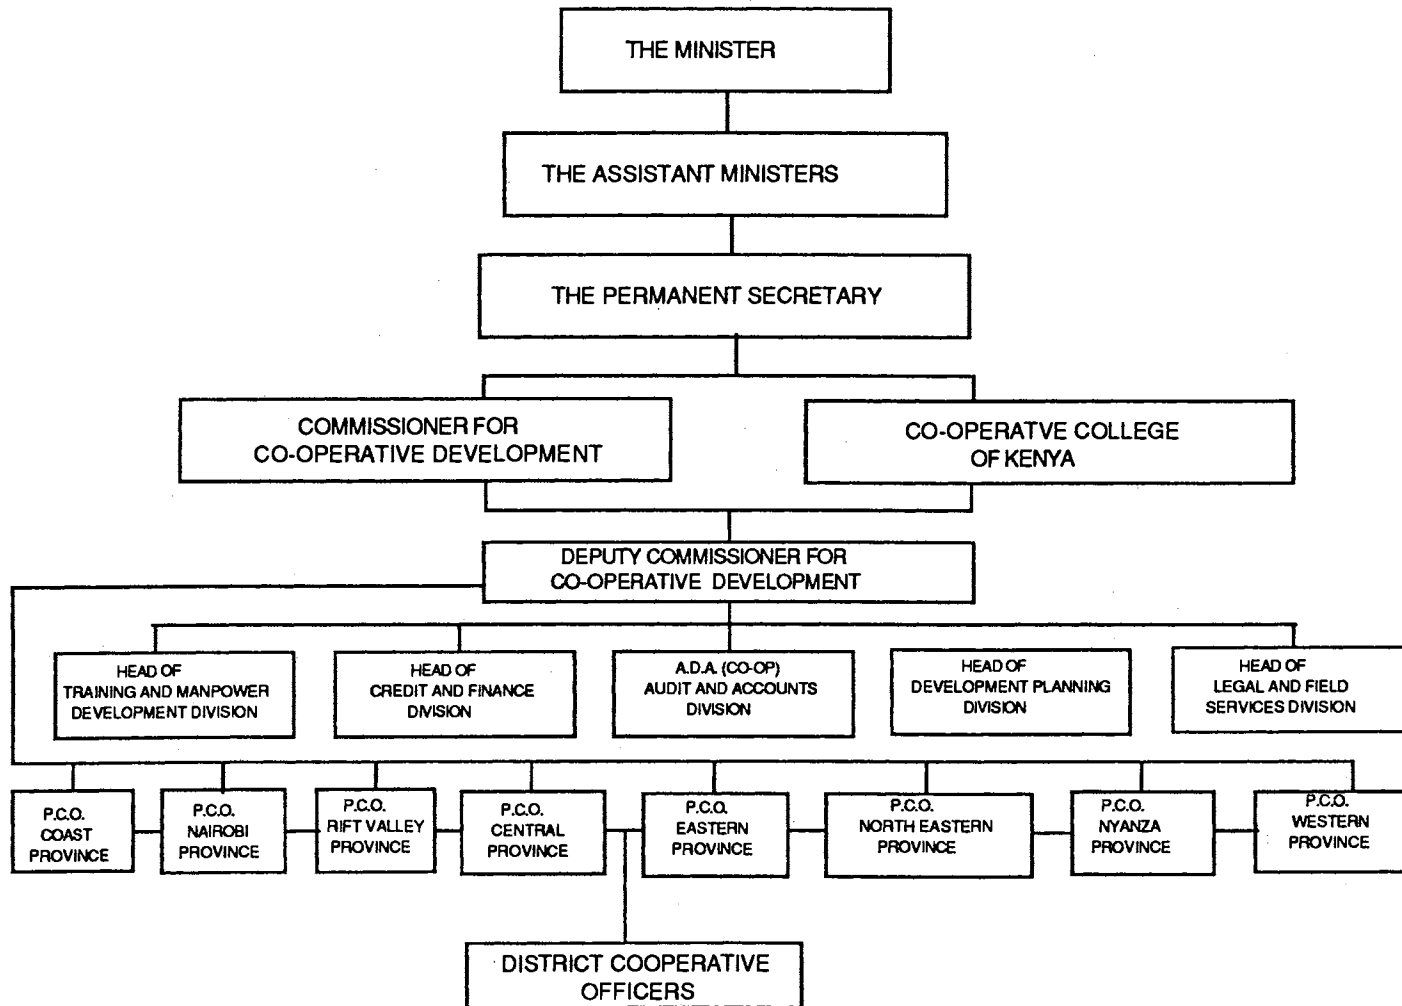 THE MINISTER
THE ASSISTANT MINISTERS
THE PERMANENT SECRETARY
COMMISSIONER FOR
CO-OPERATIVE DEVELOPMENT
CO-OPERATVE COLLEGE
OF KENYA
DEPUTY COMMISSIONER FOR
CO-OPERATIVE DEVELOPMENT
HEAD OF
TRAINING AND MANPOWER
DEVELOPMENT DIVISION
HEAD OF
CREDIT AND FINANCE
DIVISION
A.D.A. (CO-OP)
AUDIT AND ACCOUNTS
DIVISION
HEAD OF
DEVELOPMENT PLANNING
DIVISION
HEAD OF
LEGAL AND FIELD
SERVICES DIVISION
P.C.O.
COAST
PROVINCE
P.C.O.
NAIROBI
PROVINCE
P.C.O.
RIFT VALLEY
PROVINCE
P.C.O.
CENTRAL
PROVINCE
P.C.O.
EASTERN
PROVINCE
P.C.O.
NORTH EASTERN
PROVINCE
P.C.O.
NYANZA
PROVINCE
P.C.O.
WESTERN
PROVINCE
DISTRICT COOPERATIVE
OFFICERS